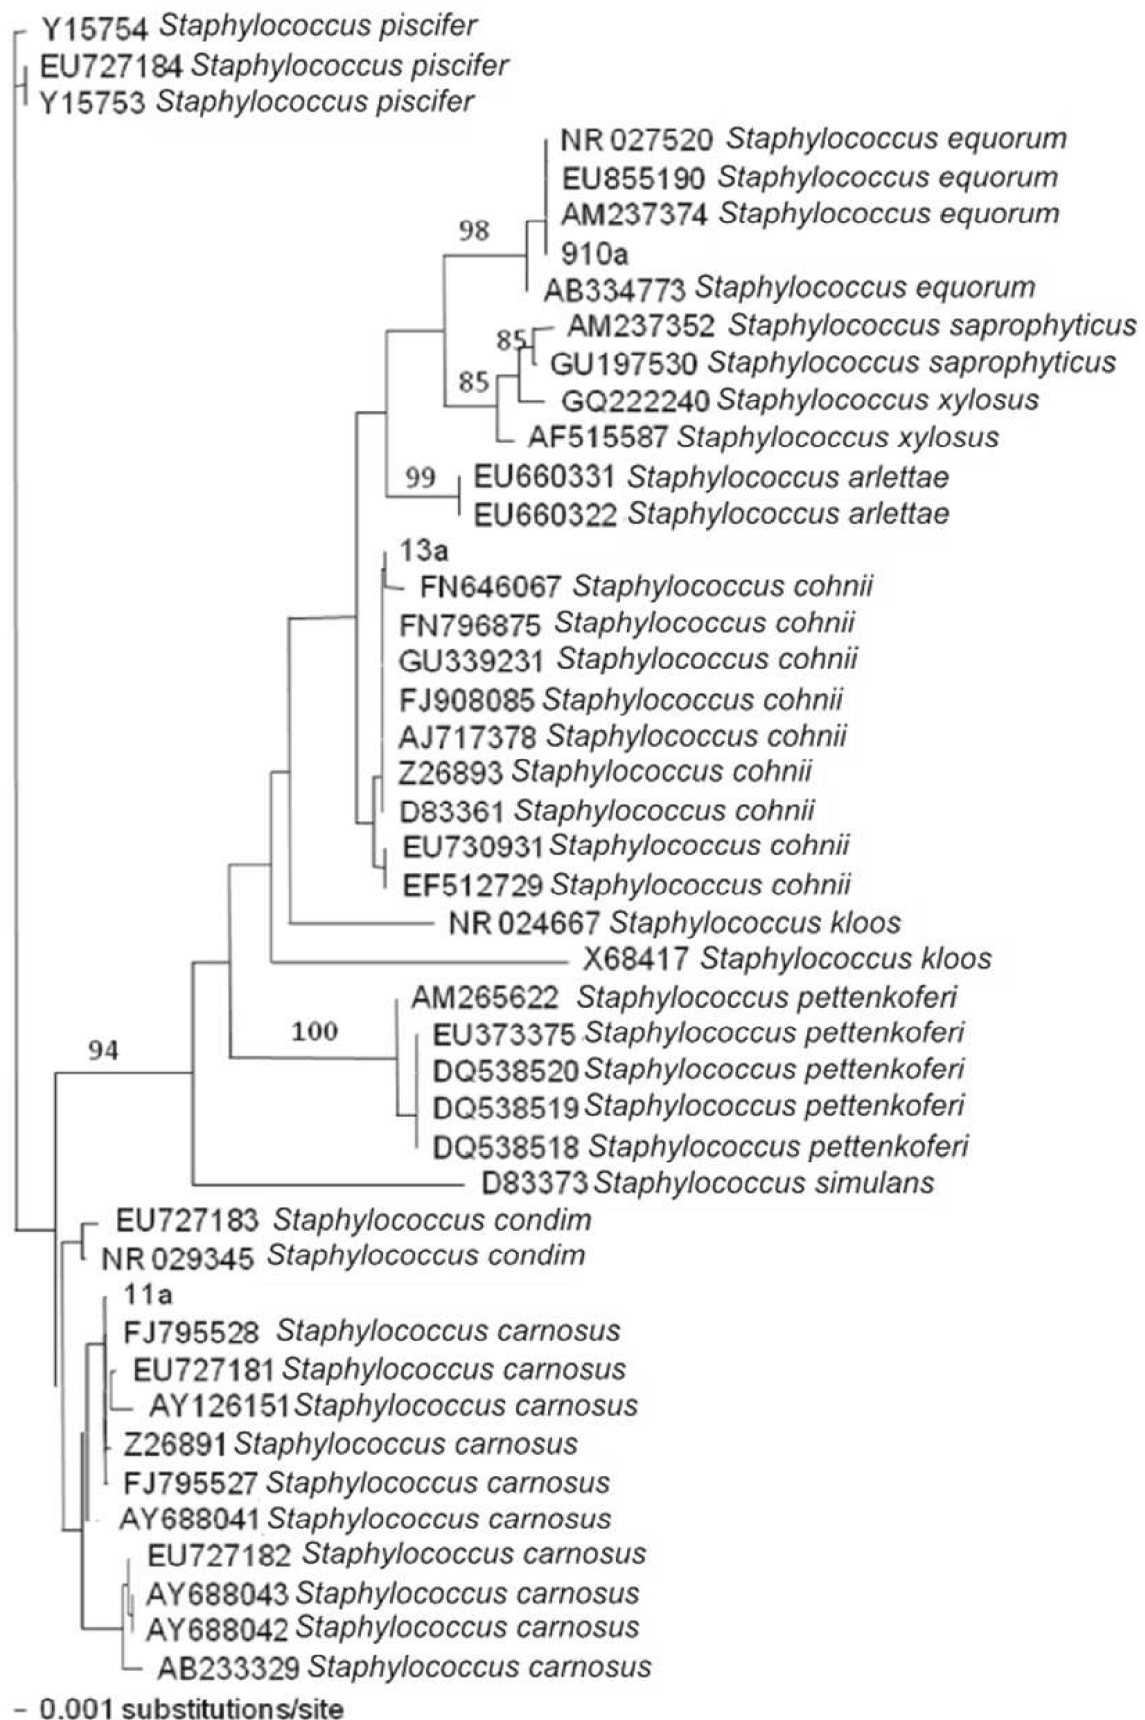 Y15754 Staphylococcus piscifer
EU727184 Staphylococcus piscifer
Y15753 Staphylococcus piscifer
NR 027520 Staphylococcus equorum
EU855190 Staphylococcus equorum
AM237374 Staphylococcus equorum
98
910a
AB334773 Staphylococcus equorum
AM237352 Staphylococcus saprophyticus
85
GU197530 Staphylococcus saprophyticus
85
GQ222240 Staphylococcus xylosus
AF515587 Staphylococcus xylosus
99
EU660331 Staphylococcus arlettae
EU660322 Staphylococcus arlettae
13a
FN646067 Staphylococcus cohnii
FN796875 Staphylococcus cohnii
GU339231 Staphylococcus cohnii
FJ908085 Staphylococcus cohnii
AJ717378 Staphylococcus cohnii
Z26893 Staphylococcus cohnii
D83361 Staphylococcus cohnii
EU730931 Staphylococcus cohnii
EF512729 Staphylococcus cohnii
NR 024667 Staphylococcus kloos
X68417 Staphylococcus kloos
AM265622 Staphylococcus pettenkoferi
100
EU373375 Staphylococcus pettenkoferi
94
DQ538520 Staphylococcus pettenkoferi
DQ538519 Staphylococcus pettenkoferi
DQ538518 Staphylococcus pettenkoferi
D83373 Staphylococcus simulans
EU727183 Staphylococcus condim
NR 029345 Staphylococcus condim
11a
FJ795528 Staphylococcus carnosus
EU727181 Staphylococcus carnosus
AY126151 Staphylococcus carnosus
Z26891 Staphylococcus carnosus
FJ795527 Staphylococcus carnosus
AY688041 Staphylococcus carnosus
EU727182 Staphylococcus carnosus
AY688043 Staphylococcus carnosus
AY688042 Staphylococcus carnosus
AB233329 Staphylococcus carnosus
– 0.001 substitutions/site